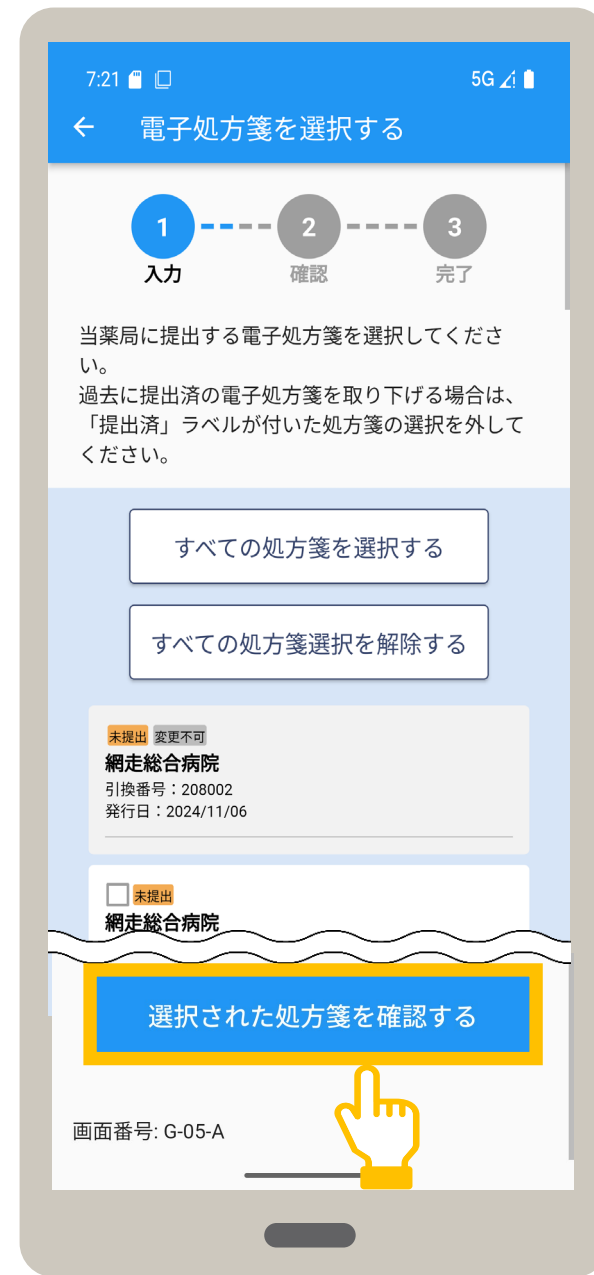 7:21 5G
← 電子処方箋を選択する
1 2 3
入力 確認 完了
当薬局に提出する電子処方箋を選択してくださ
い。
過去に提出済の電子処方箋を取り下げる場合は、
「提出済」ラベルが付いた処方箋の選択を外して
ください。
すべての処方箋を選択する
すべての処方箋選択を解除する
未提出 変更不可
網走総合病院
引換番号：208002
発行日：2024/11/06
未提出
網走総合病院
選択された処方箋を確認する
画面番号: G-05-A